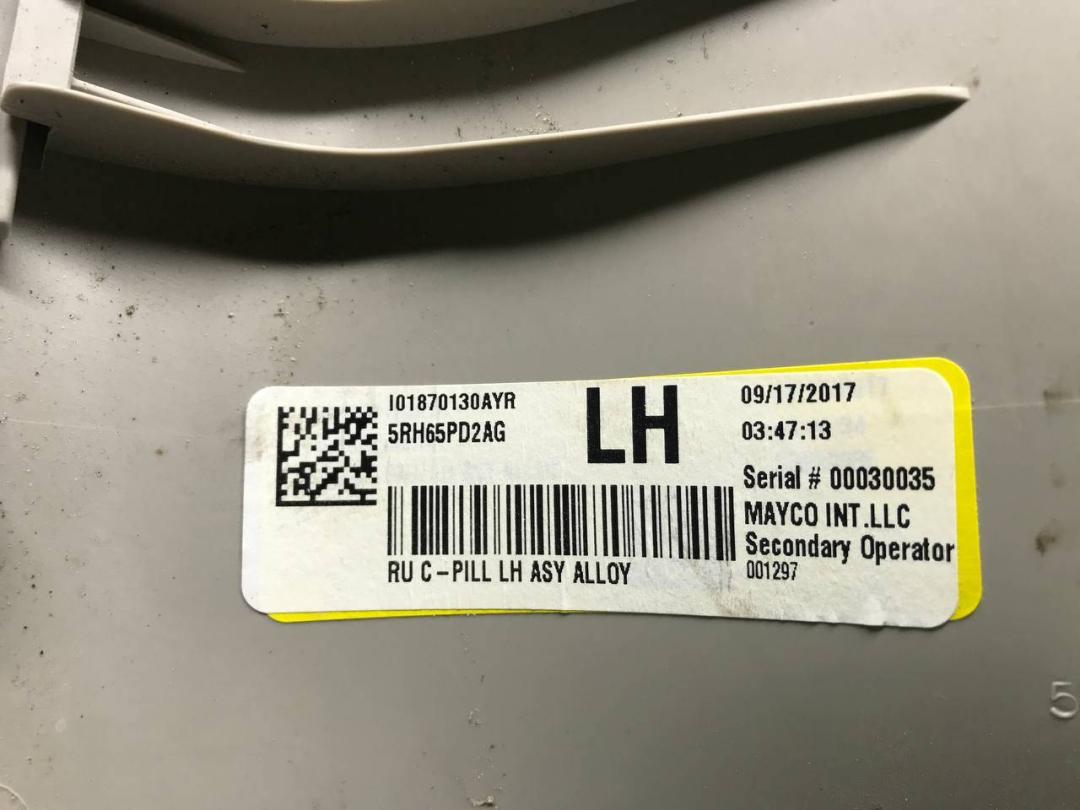 I01870130AYR
5RH65PD2AG
LH
09/17/2017
03:47:13
Serial # 00030035
MAYCO INT.LLC
Secondary Operator
001297
RU C-PILL LH ASY ALLOY
5